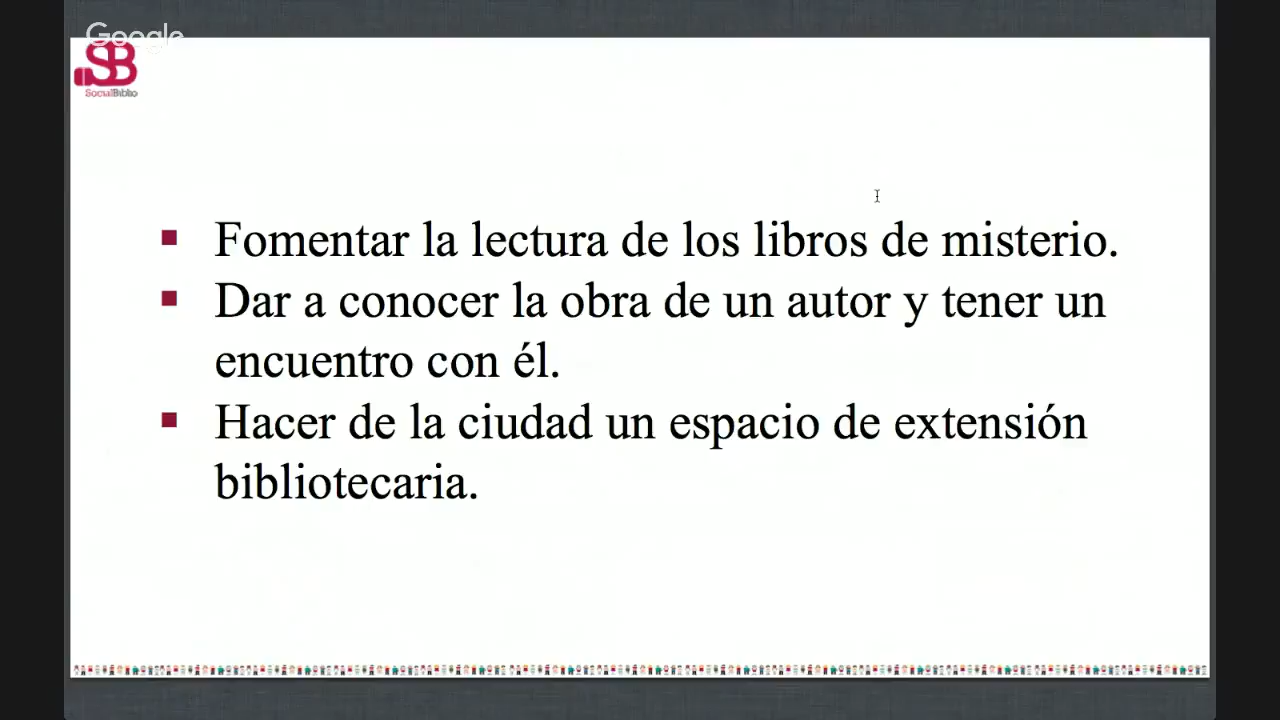 Google
SB
SocialBiblio
Fomentar la lectura de los libros de misterio.
Dar a conocer la obra de un autor y tener un
encuentro con él.
Hacer de la ciudad un espacio de extensión
bibliotecaria.